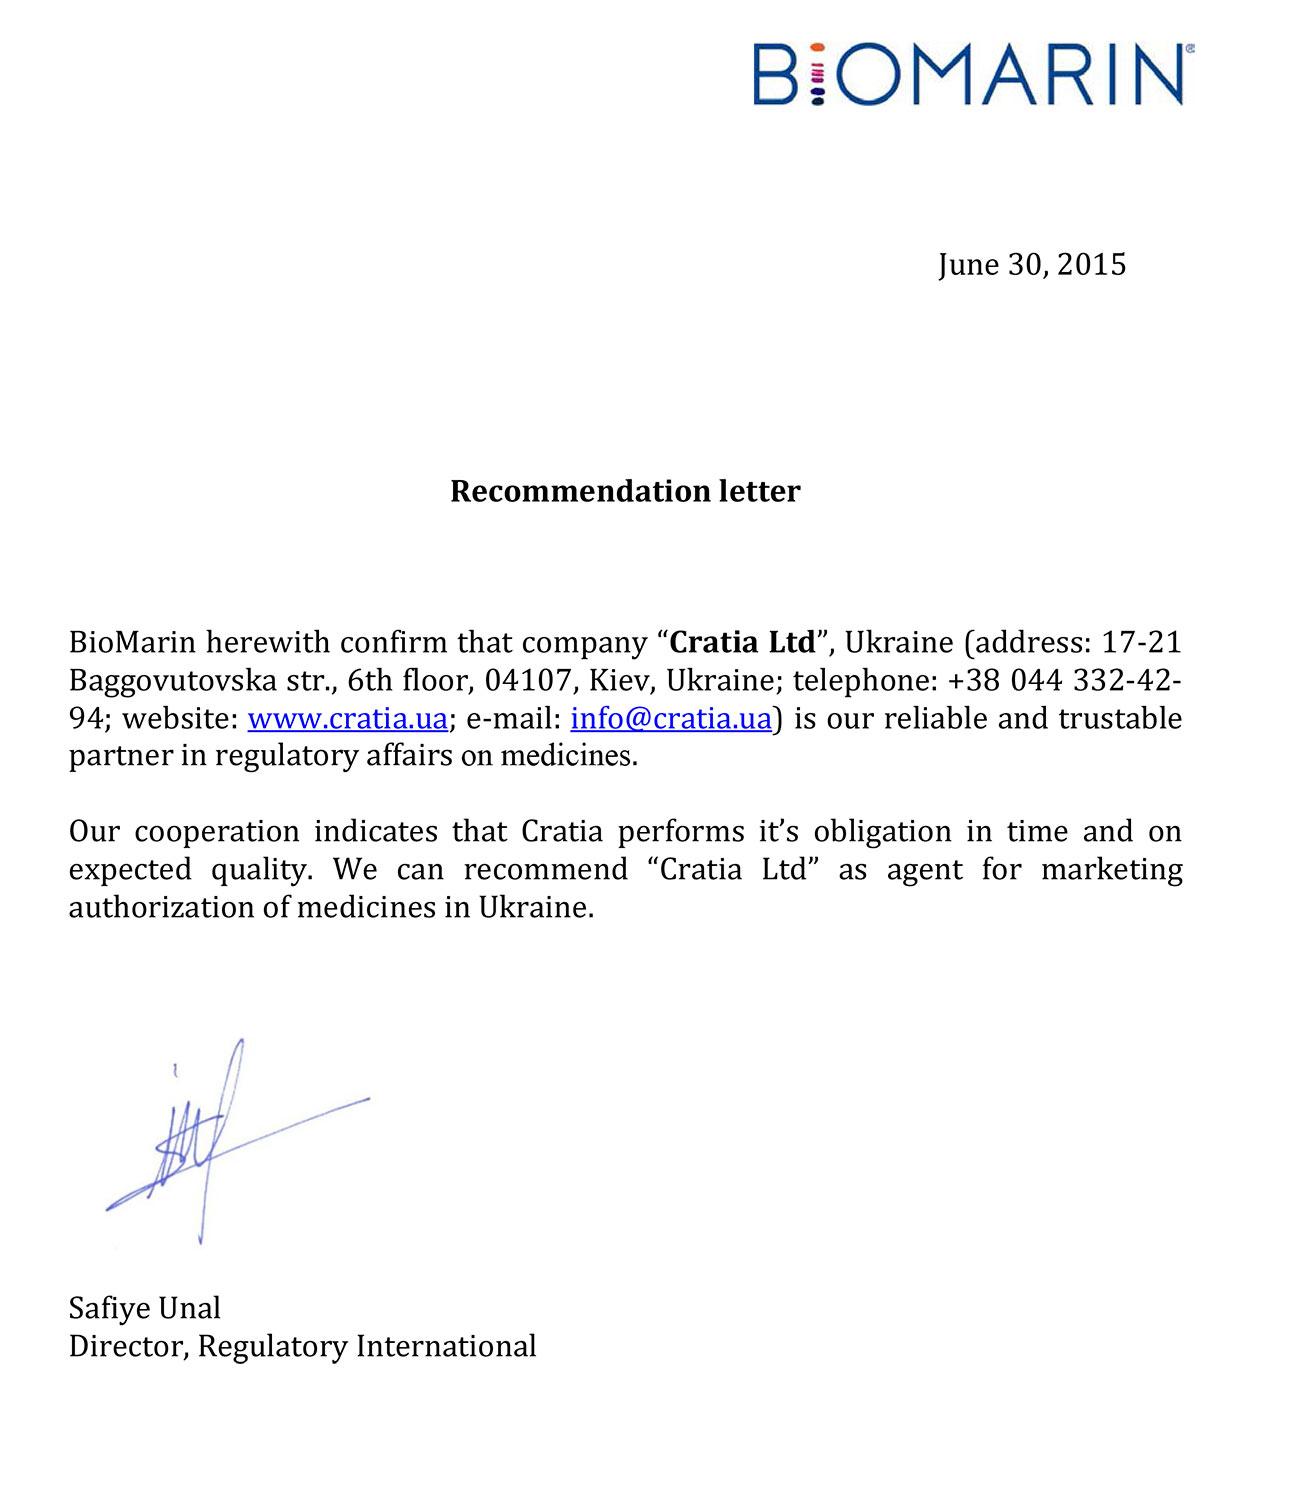 BIOMARIN®
June 30, 2015
Recommendation letter
BioMarin herewith confirm that company “Cratia Ltd”, Ukraine (address: 17-21
Baggovutovska str., 6th floor, 04107, Kiev, Ukraine; telephone: +38 044 332-42-
94; website: www.cratia.ua; e-mail: info@cratia.ua) is our reliable and trustable
partner in regulatory affairs on medicines.
Our cooperation indicates that Cratia performs it’s obligation in time and on
expected quality. We can recommend “Cratia Ltd” as agent for marketing
authorization of medicines in Ukraine.
Safiye Unal
Director, Regulatory International